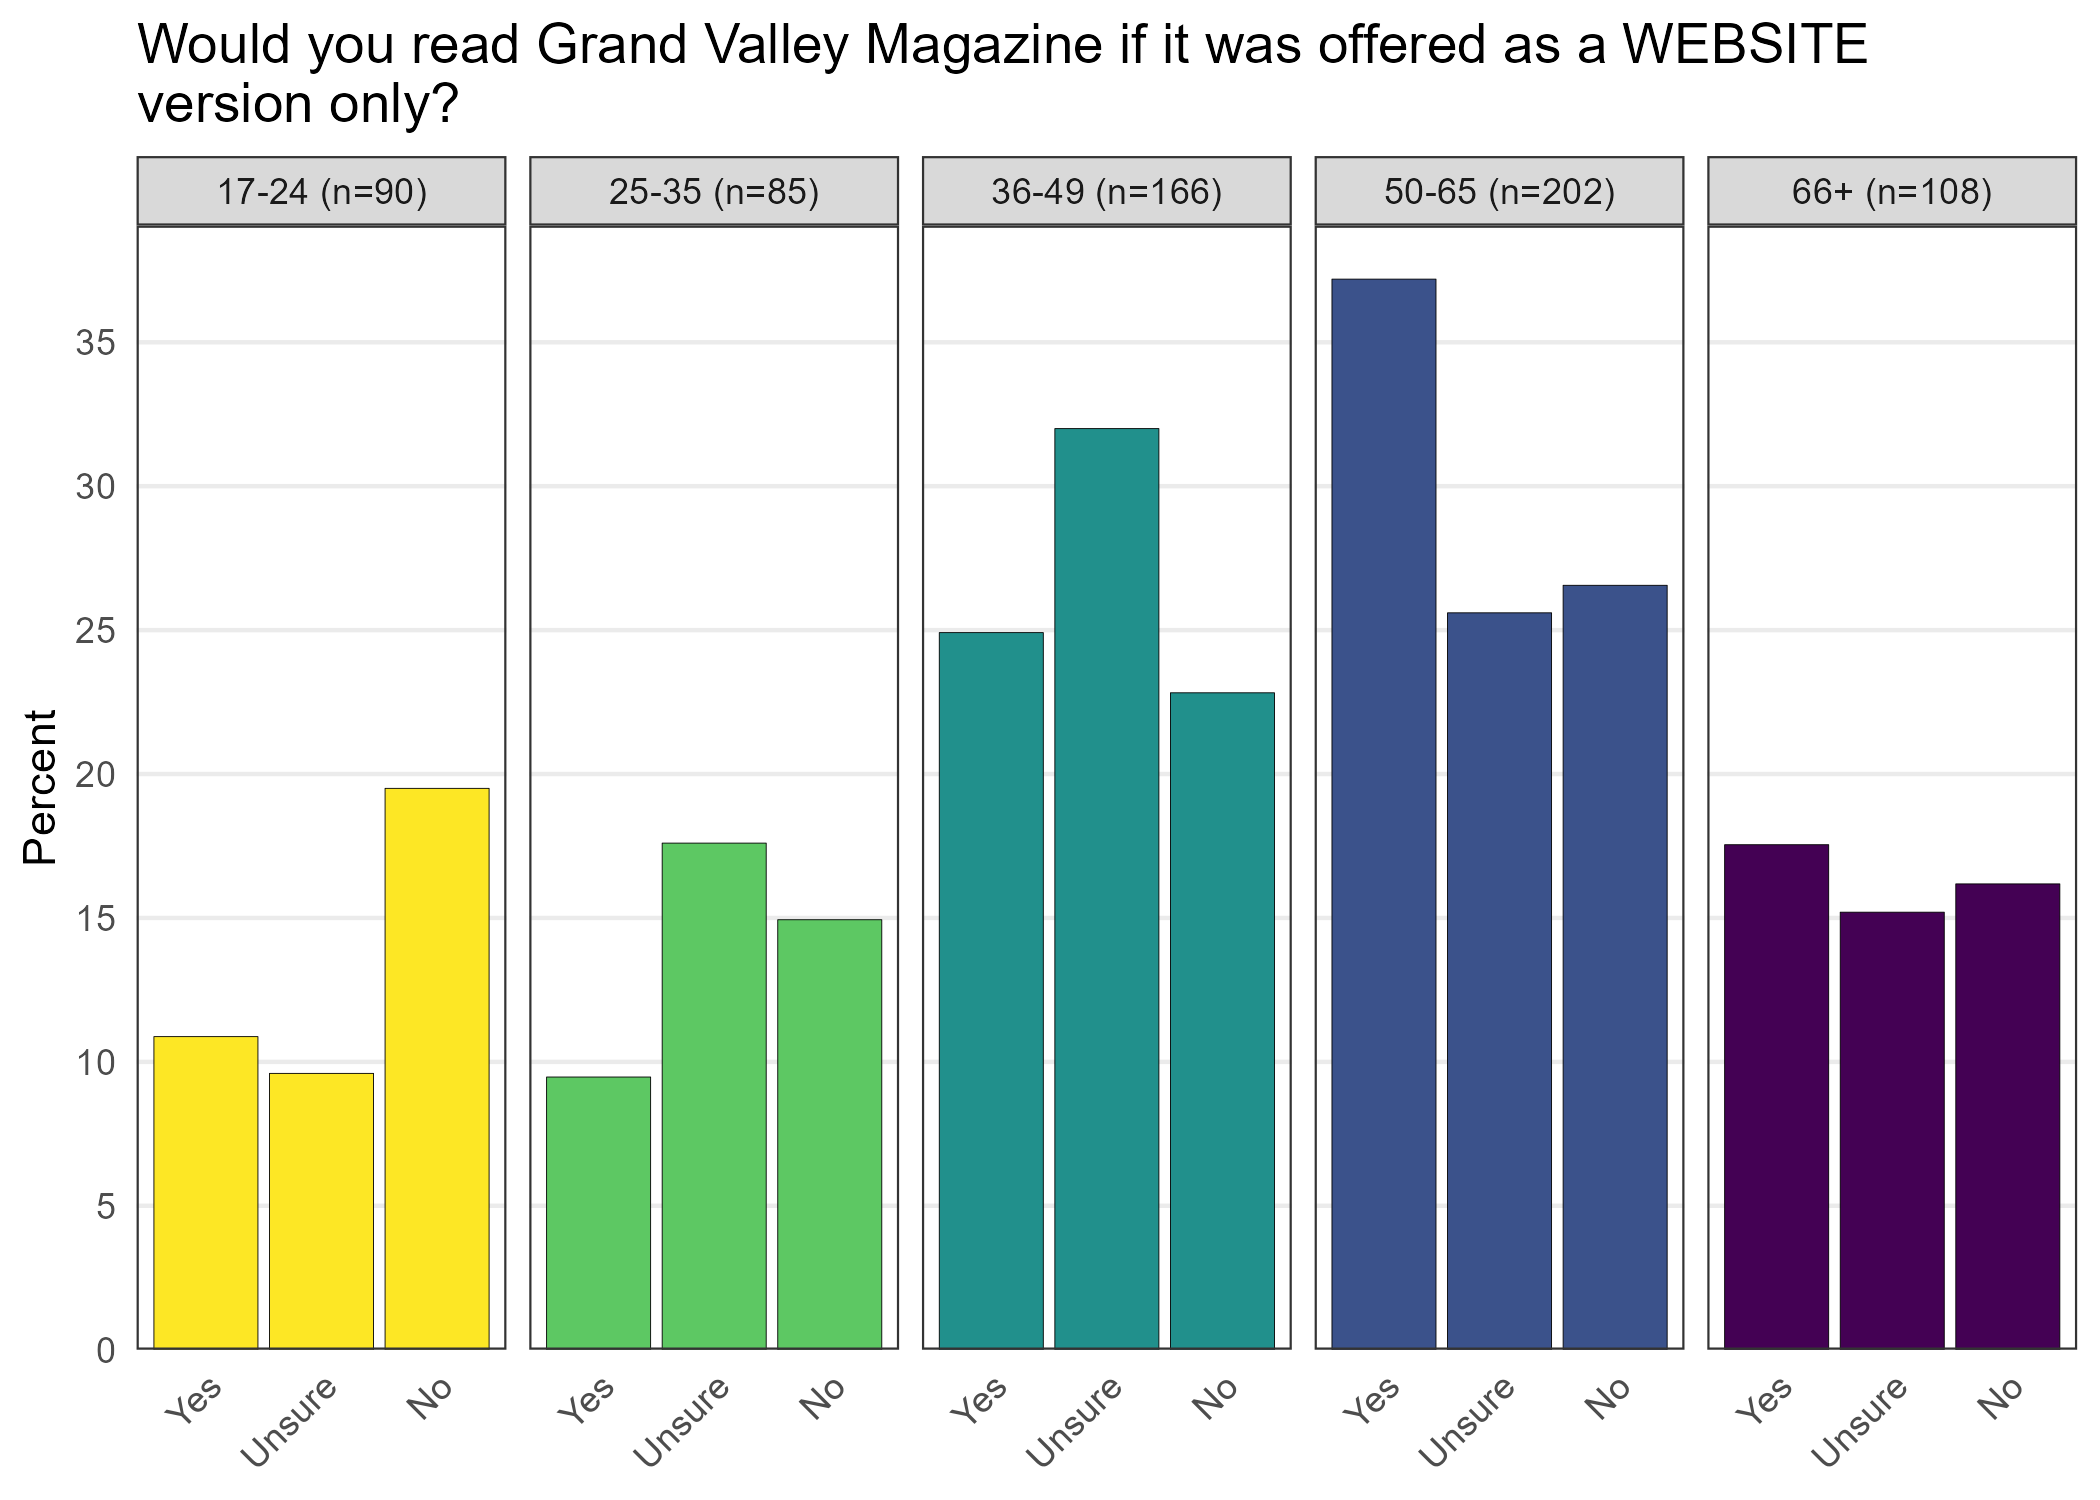 Would you read Grand Valley Magazine if it was offered as a WEBSITE
version only?
17-24 (n=90)
25-35 (n=85)
36-49 (n=166)
50-65 (n=202)
66+ (n=108)
Percent
35
30
25
20
15
10
5
0
Yes
Unsure
No
Yes
Unsure
No
Yes
Unsure
No
Yes
Unsure
No
Yes
Unsure
No